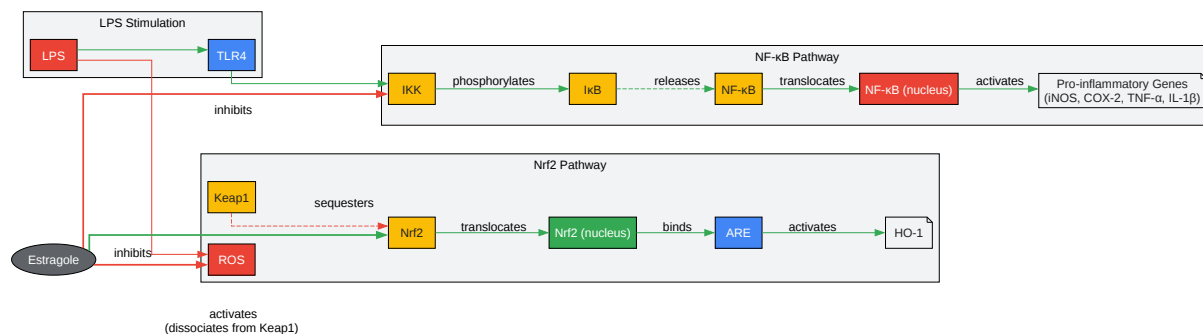 LPS Stimulation
LPS
TLR4
NF-κB Pathway
IKK
phosphorylates
IκB
releases
NF-κB
translocates
NF-κB (nucleus)
activates
Pro-inflammatory Genes
(iNOS, COX-2, TNF-α, IL-1β)
inhibits
Nrf2 Pathway
Keap1
sequesters
Nrf2
translocates
Nrf2 (nucleus)
binds
ARE
activates
HO-1
Estragole
inhibits
ROS
activates
(dissociates from Keap1)